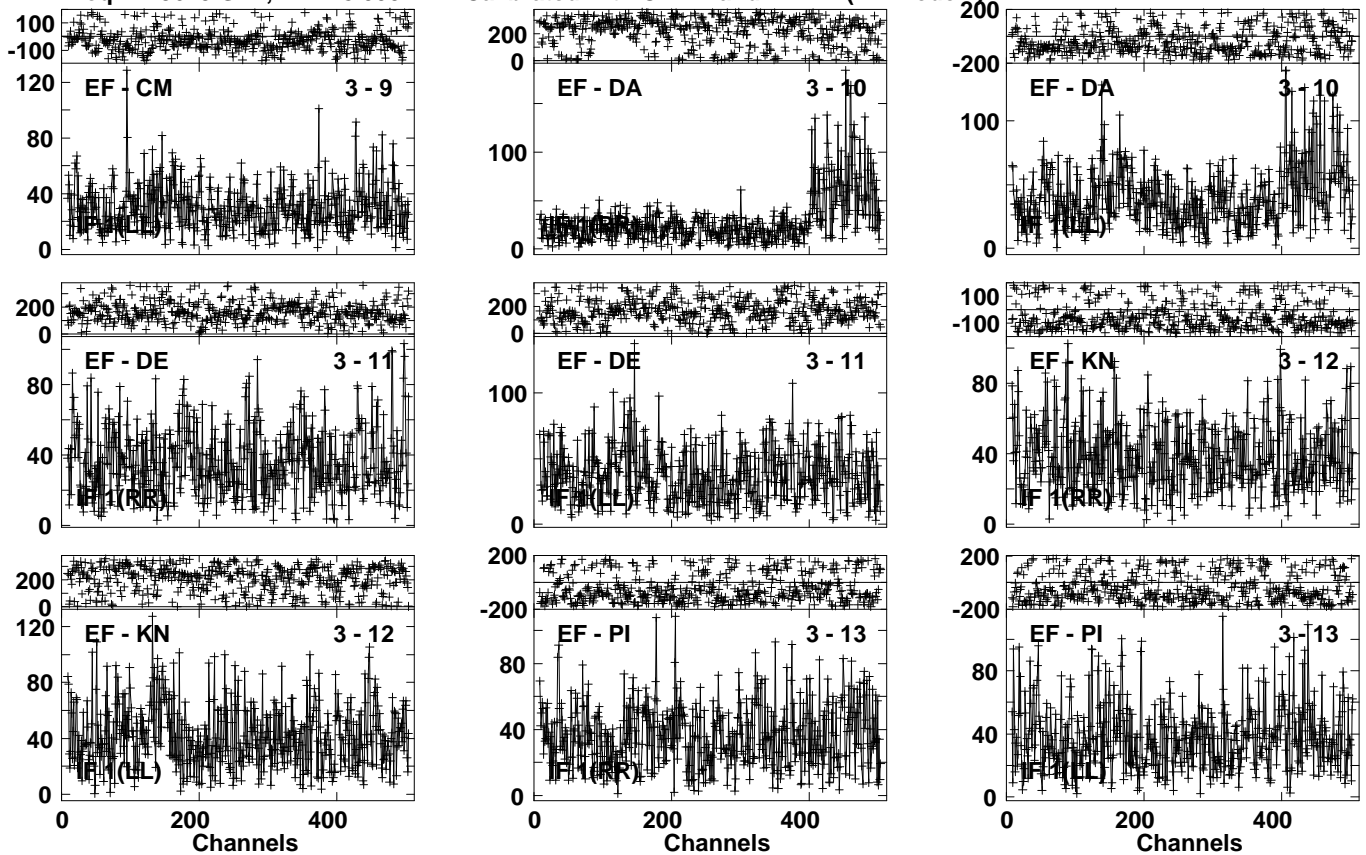 100
-100
200
0
200
-200
EF - CM 3 - 9
120
80
40
0
IF 1(LL)
EF - DA 3 - 10
100
0
IF 1(RR)
EF - DA 3 - 10
100
0
IF 1(LL)
200
0
200
0
100
-100
EF - DE 3 - 11
80
40
0
IF 1(RR)
EF - DE 3 - 11
100
0
IF 1(LL)
EF - KN 3 - 12
80
40
0
IF 1(RR)
200
0
200
-200
200
-200
EF - KN 3 - 12
120
80
40
0
IF 1(LL)
EF - PI 3 - 13
80
40
0
IF 1(RR)
EF - PI 3 - 13
80
40
0
IF 1(LL)
0 200 400
Channels
0 200 400
Channels
0 200 400
Channels